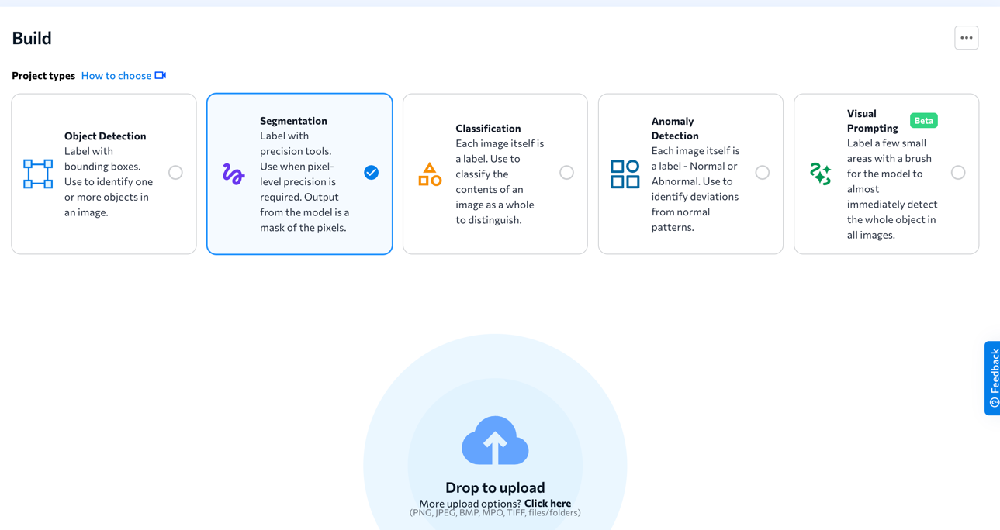 Build
Project types How to choose
Object Detection
Label with
bounding boxes.
Use to identify one
or more objects in
an image.
Segmentation
Label with
precision tools.
Use when pixel-
level precision is
required. Output
from the model is a
mask of the pixels.
Classification
Each image itself is
a label. Use to
classify the
contents of an
image as a whole
to distinguish.
Anomaly
Detection
Each image itself is
a label - Normal or
Abnormal. Use to
identify deviations
from normal
patterns.
Visual
Prompting
Beta
Label a few small
areas with a brush
for the model to
almost
immediately detect
the whole object in
all images.
Feedback
Drop to upload
More upload options? Click here
(PNG, JPEG, BMP, MPO, TIFF, files/folders)